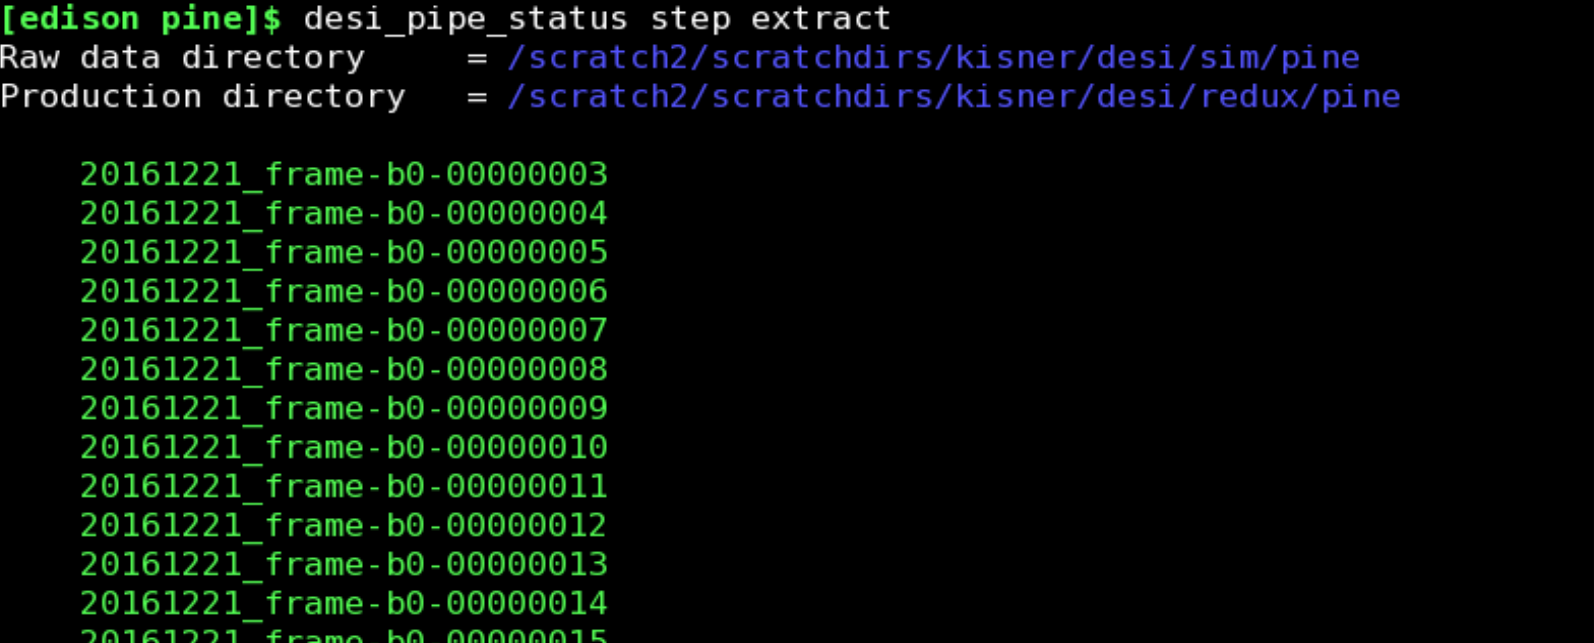 [edison pine]$ desi_pipe_status step extract
Raw data directory     = /scratch2/scratchdirs/kisner/desi/sim/pine
Production directory   = /scratch2/scratchdirs/kisner/desi/redux/pine
20161221_frame-b0-00000003
20161221_frame-b0-00000004
20161221_frame-b0-00000005
20161221_frame-b0-00000006
20161221_frame-b0-00000007
20161221_frame-b0-00000008
20161221_frame-b0-00000009
20161221_frame-b0-00000010
20161221_frame-b0-00000011
20161221_frame-b0-00000012
20161221_frame-b0-00000013
20161221_frame-b0-00000014
20161221_frame-b0-00000015